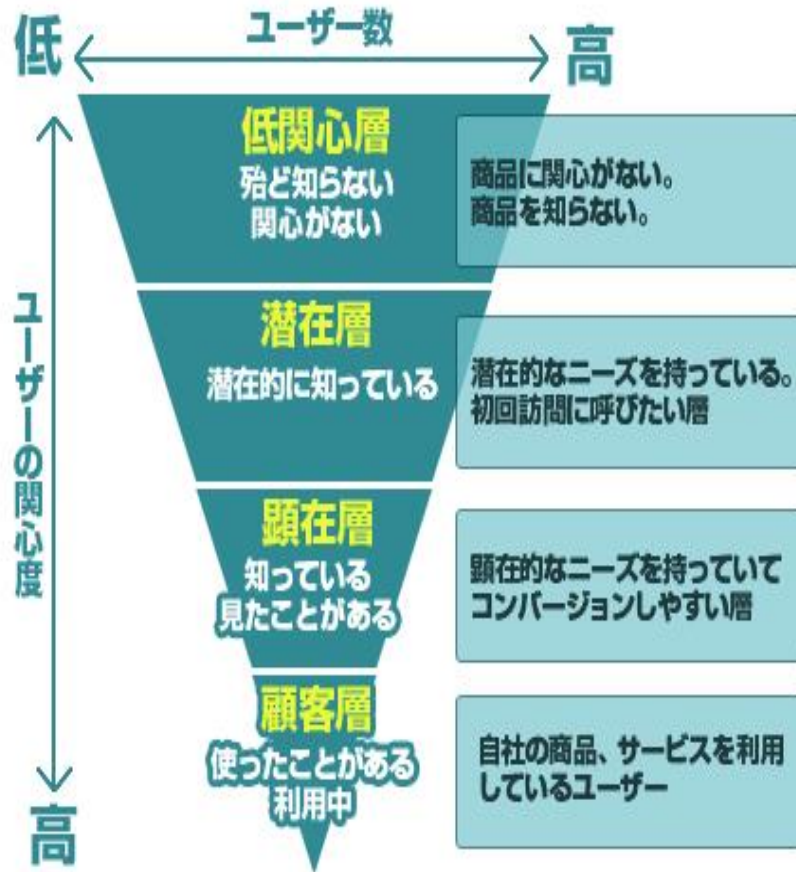 低
ユーザー数
高
ユーザーの関心度
高
低関心層
殆ど知らない
関心がない
商品に関心がない。
商品を知らない。
潜在層
潜在的に知っている
潜在的なニーズを持っている。
初回訪問に呼びたい層
顕在層
知っている
見たことがある
顕在的なニーズを持っていて
コンバージョンしやすい層
顧客層
使ったことがある
利用中
自社の商品、サービスを利用
しているユーザー